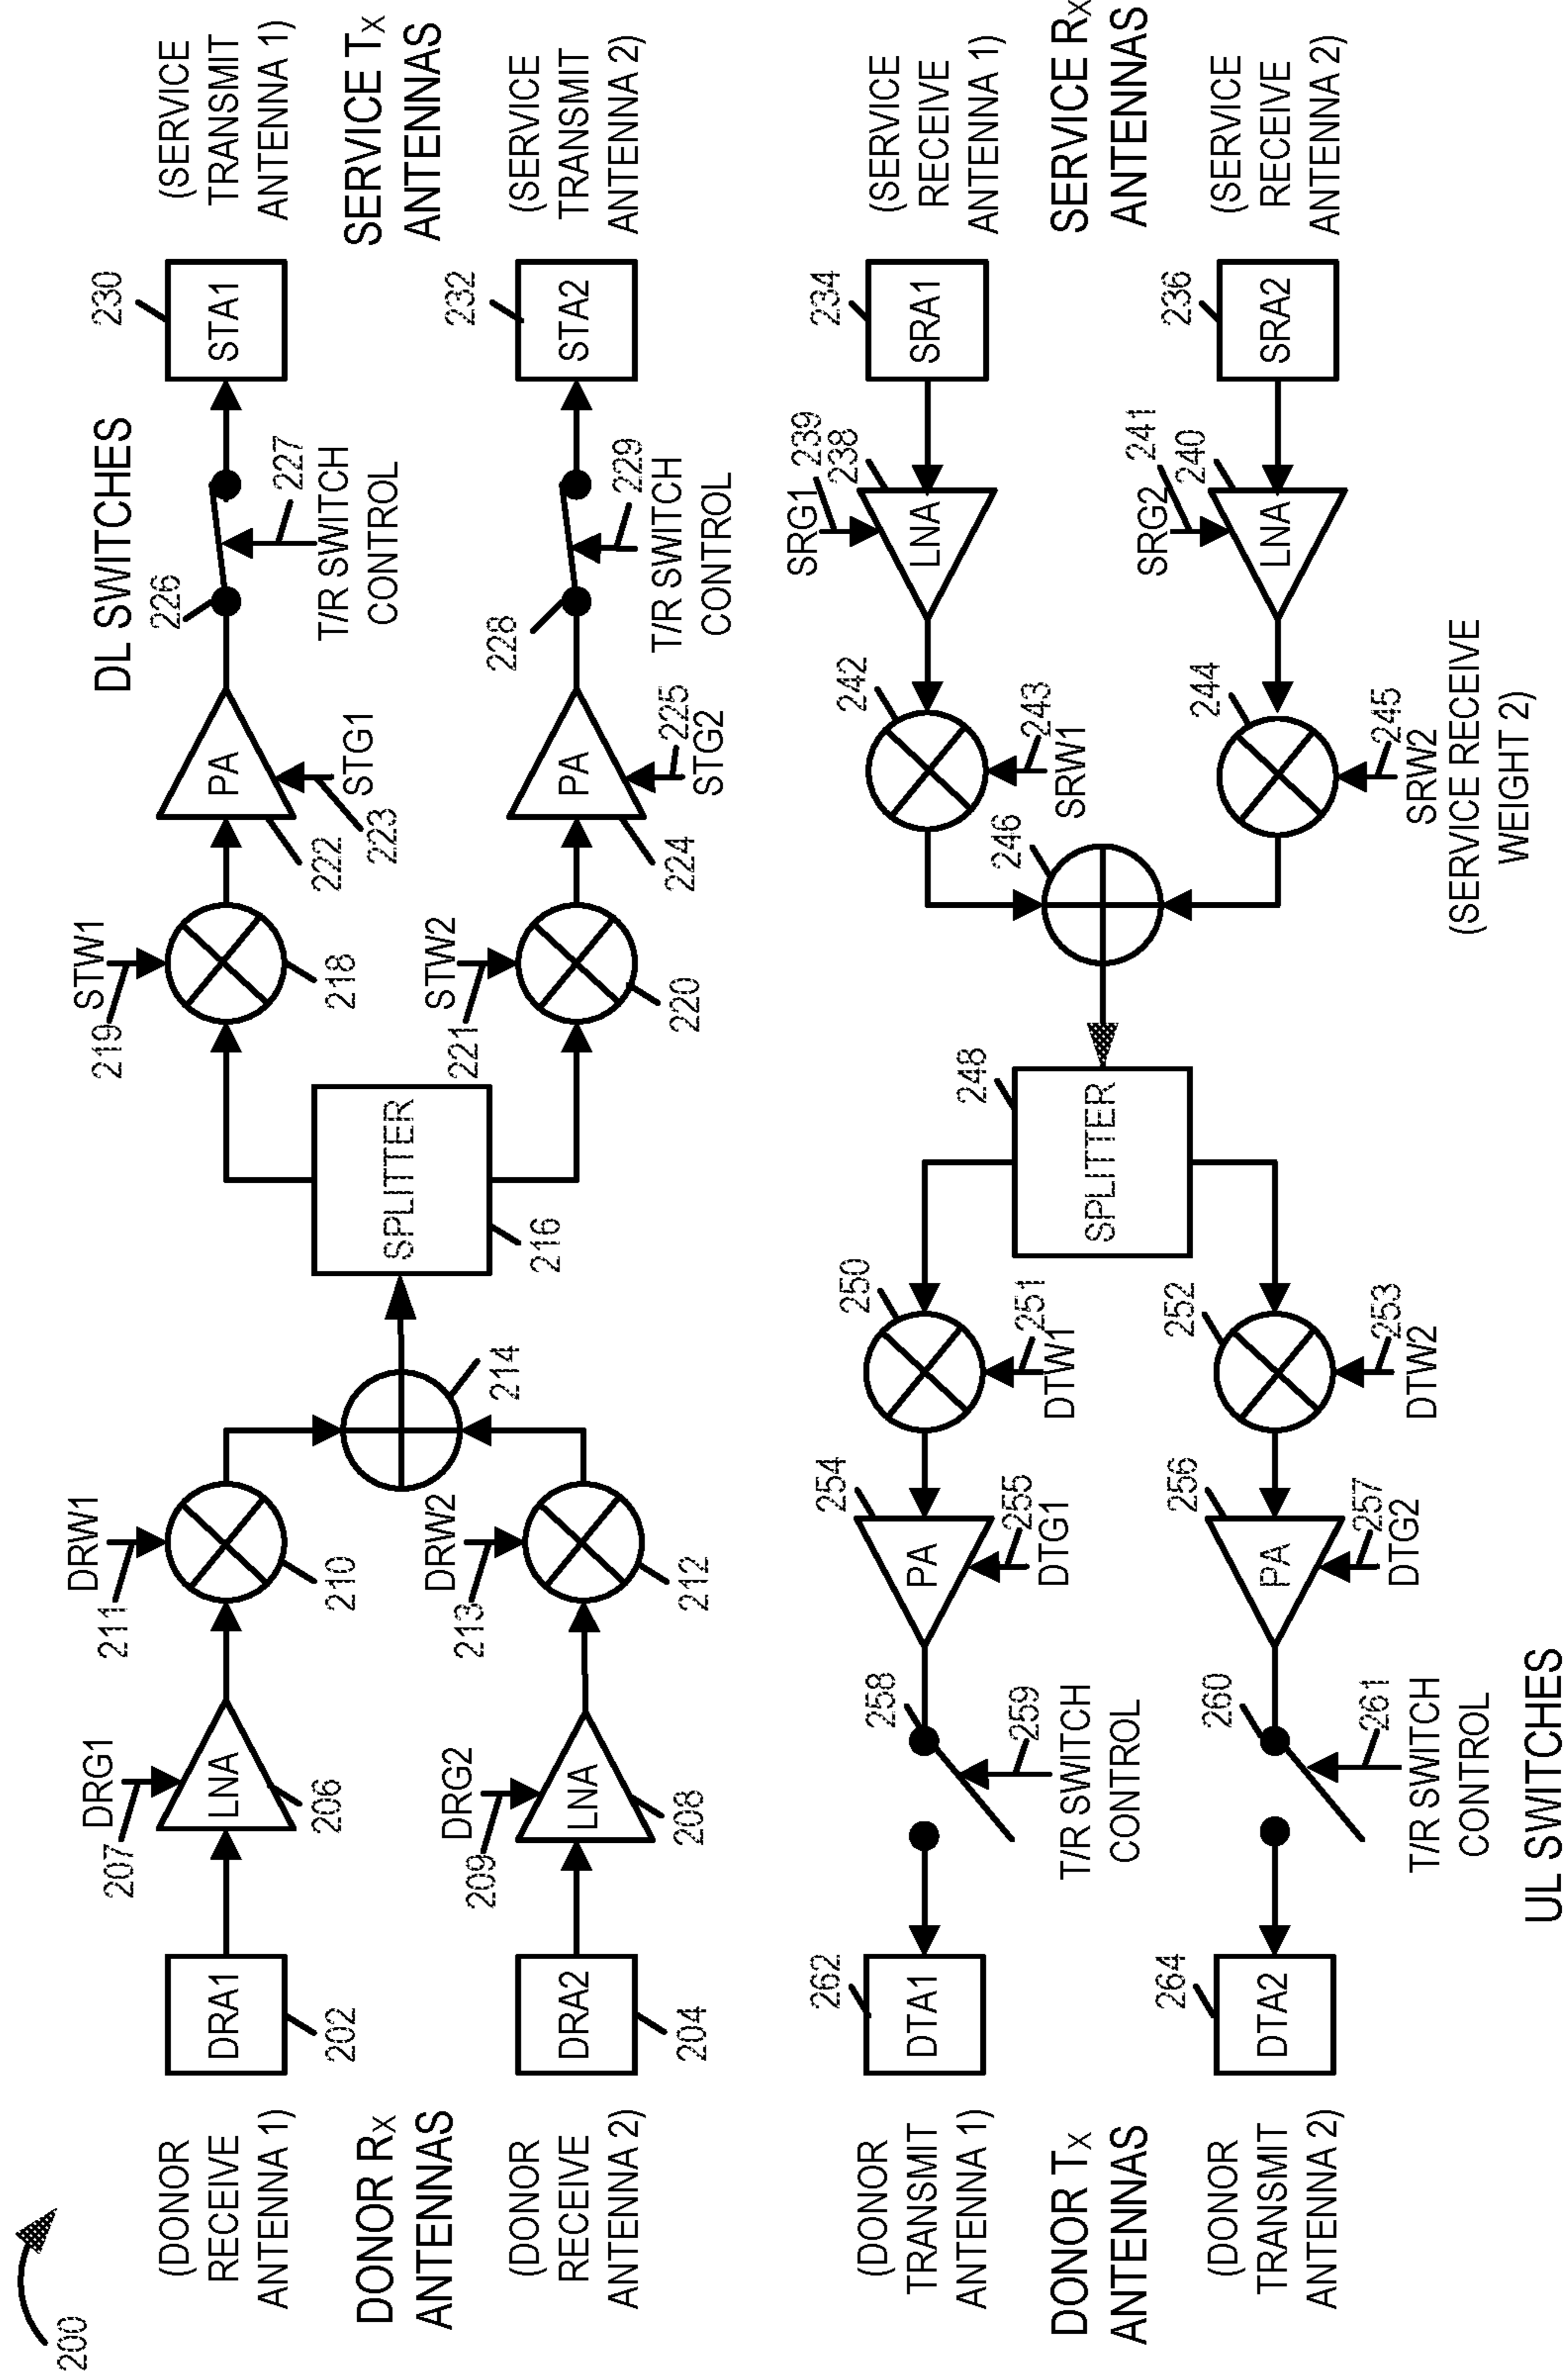 200
(DONOR
RECEIVE
ANTENNA 1)
DONOR RX
ANTENNAS
(DONOR
RECEIVE
ANTENNA 2)
DRA1
202
DRA2
204
DRG1
207
LNA
206
DRG2
209
LNA
208
DRW1
211
210
DRW2
213
212
214
SPLITTER
216
STW1
219
218
STW2
221
220
PA
222
223
STG1
PA
224
225
STG2
DL SWITCHES
226
227
T/R SWITCH
CONTROL
228
229
T/R SWITCH
CONTROL
230
STA1
232
STA2
(SERVICE
TRANSMIT
ANTENNA 1)
SERVICE TX
ANTENNAS
(SERVICE
TRANSMIT
ANTENNA 2)
(DONOR
TRANSMIT
ANTENNA 1)
DONOR TX
ANTENNAS
(DONOR
TRANSMIT
ANTENNA 2)
262
DTA1
264
DTA2
258
259
T/R SWITCH
CONTROL
260
261
T/R SWITCH
CONTROL
UL SWITCHES
254
PA
255
DTG1
256
PA
257
DTG2
250
251
DTW1
252
253
DTW2
248
SPLITTER
246
242
243
SRW1
244
245
SRW2
(SERVICE RECEIVE
WEIGHT 2)
SRG1
239
238
LNA
SRG2
241
240
LNA
234
SRA1
236
SRA2
(SERVICE
RECEIVE
ANTENNA 1)
SERVICE RX
ANTENNAS
(SERVICE
RECEIVE
ANTENNA 2)